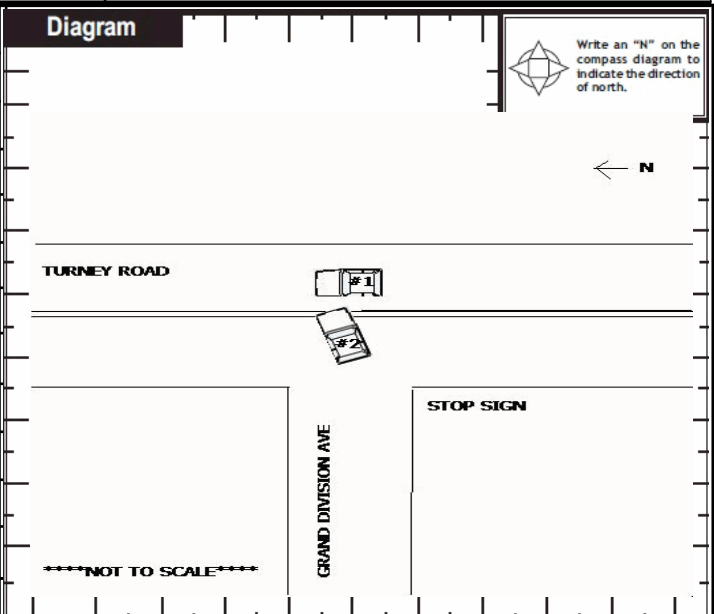 Diagram
Write an “N” on the
compass diagram to
indicate the direction
of north.
N
TURNEY ROAD
#1
#2
STOP SIGN
GRAND DIVISION AVE
****NOT TO SCALE****